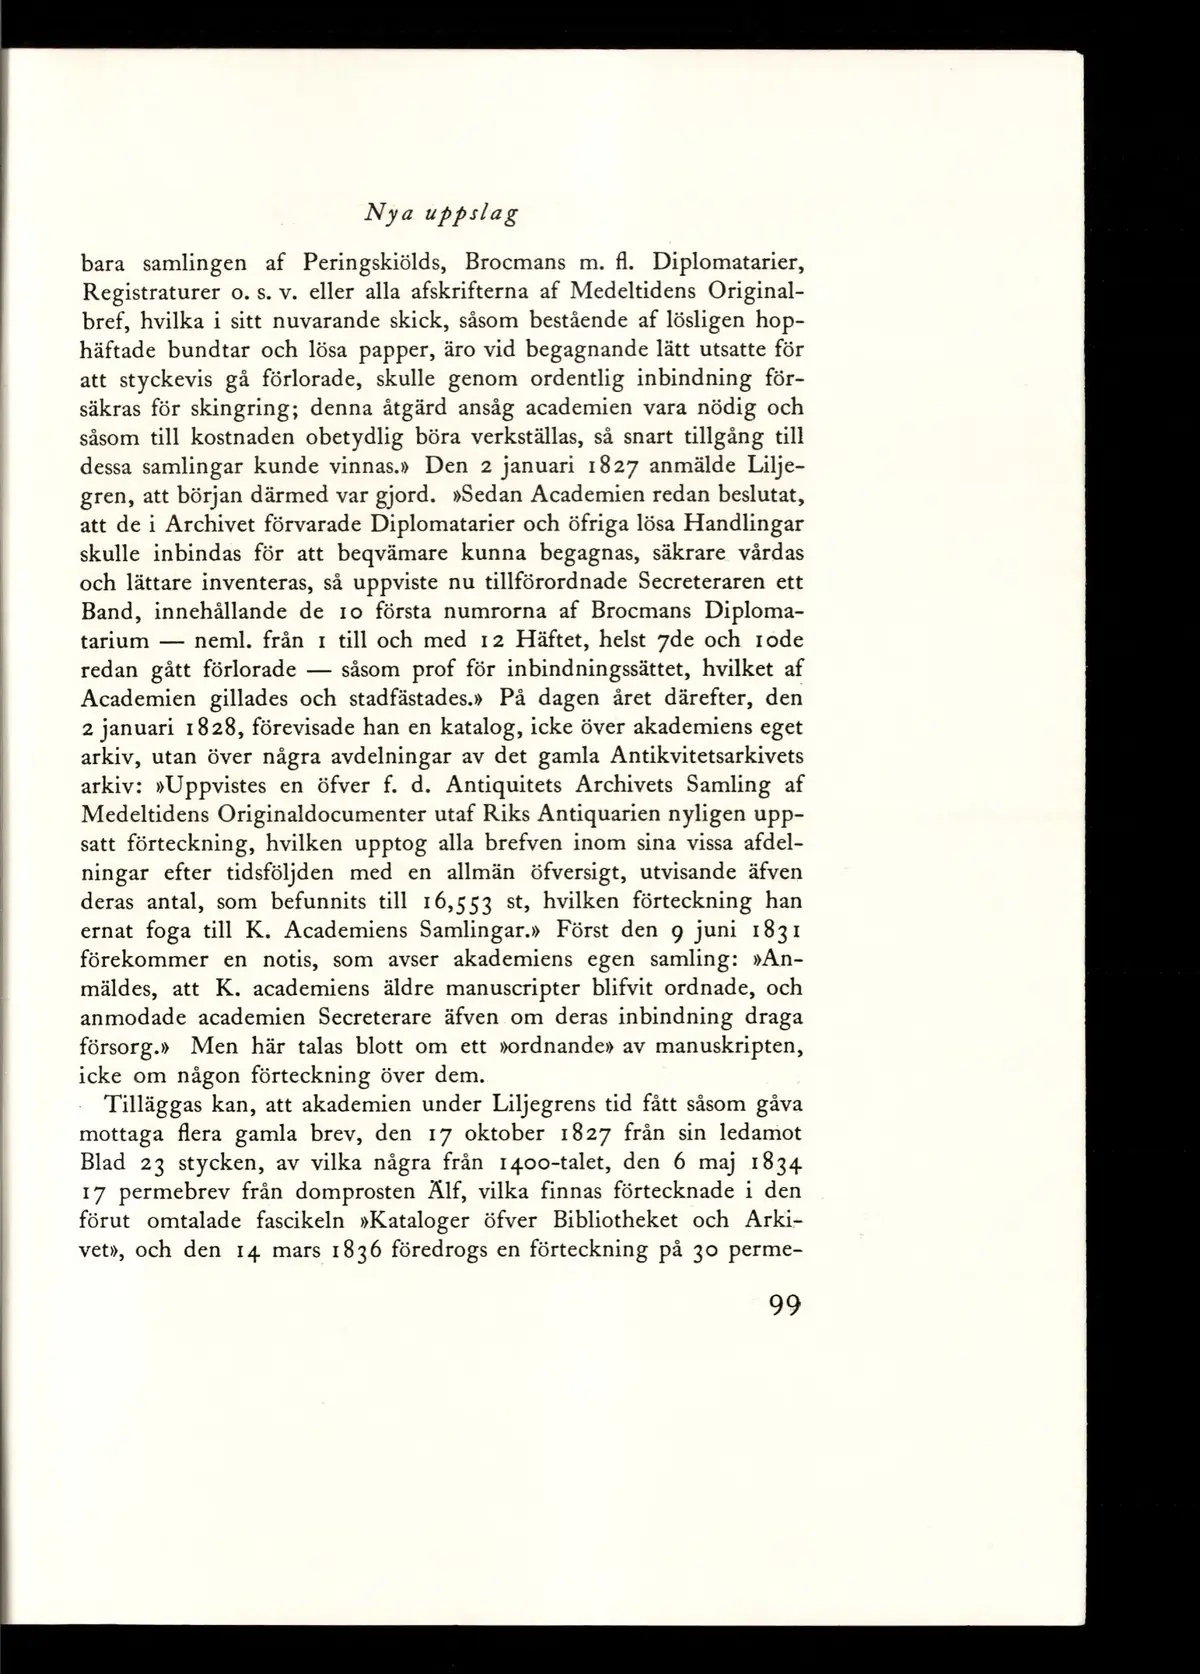 Nya uppslag
bara samlingen af Peringskiölds, Brocmans m. fl. Diplomatarier,
Registraturer o. s. v. eller alla afskrifterna af Medeltidens Original-
bref, hvilka i sitt nuvarande skick, såsom bestående af lösligen hop-
häftade bundtar och lösa papper, äro vid begagnande lätt utsatte för
att styckevis gå förlorade, skulle genom ordentlig inbindning för-
säkras för skingring; denna åtgärd ansåg academien vara nödig och
såsom till kostnaden obetydlig böra verkställas, så snart tillgång till
dessa samlingar kunde vinnas.» Den 2 januari 1827 anmälde Lilje-
gren, att början därmed var gjord. »Sedan Academien redan beslutat,
att de i Archivet förvarade Diplomatarier och öfriga lösa Handlingar
skulle inbindas för att beqvämare kunna begagnas, säkrare vårdas
och lättare inventeras, så uppviste nu tillförordnade Secreteraren ett
Band, innehållande de 10 första numrorna af Brocmans Diploma-
tarium — neml. från 1 till och med 12 Häftet, helst 7de och 10de
redan gått förlorade — såsom prof för inbindningssättet, hvilket af
Academien gillades och stadfästades.» På dagen året därefter, den
2 januari 1828, förevisade han en katalog, icke över akademiens eget
arkiv, utan över några avdelningar av det gamla Antikvitetsarkivets
arkiv: »Uppvistes en öfver f. d. Antiquitets Archivets Samling af
Medeltidens Originaldocumenter utaf Riks Antiquarien nyligen upp-
satt förteckning, hvilken upptog alla brefven inom sina vissa afdel-
ningar efter tidsföljden med en allmän öfversigt, utvisande äfven
deras antal, som befunnits till 16,553 st, hvilken förteckning han
ernat foga till K. Academiens Samlingar.» Först den 9 juni 1831
förekommer en notis, som avser akademiens egen samling: »An-
mäldes, att K. academiens äldre manuscripter blifvit ordnade, och
anmodade academien Secreterare äfven om deras inbindning draga
försorg.» Men här talas blott om ett »ordnande» av manuskripten,
icke om någon förteckning över dem.
Tilläggas kan, att akademien under Liljegrens tid fått såsom gåva
mottaga flera gamla brev, den 17 oktober 1827 från sin ledamot
Blad 23 stycken, av vilka några från 1400-talet, den 6 maj 1834
17 permebrev från domprosten Älf, vilka finnas förtecknade i den
förut omtalade fascikeln »Kataloger öfver Bibliotheket och Arki-
vet», och den 14 mars 1836 föredrogs en förteckning på 30 perme-
99